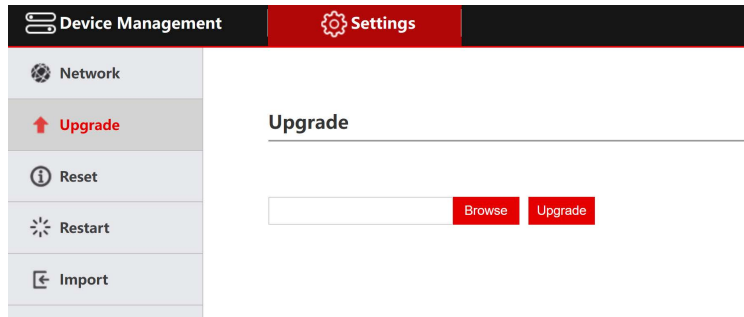 Device Management
Settings
Network
Upgrade
Upgrade
Reset
Browse
Upgrade
Restart
Import